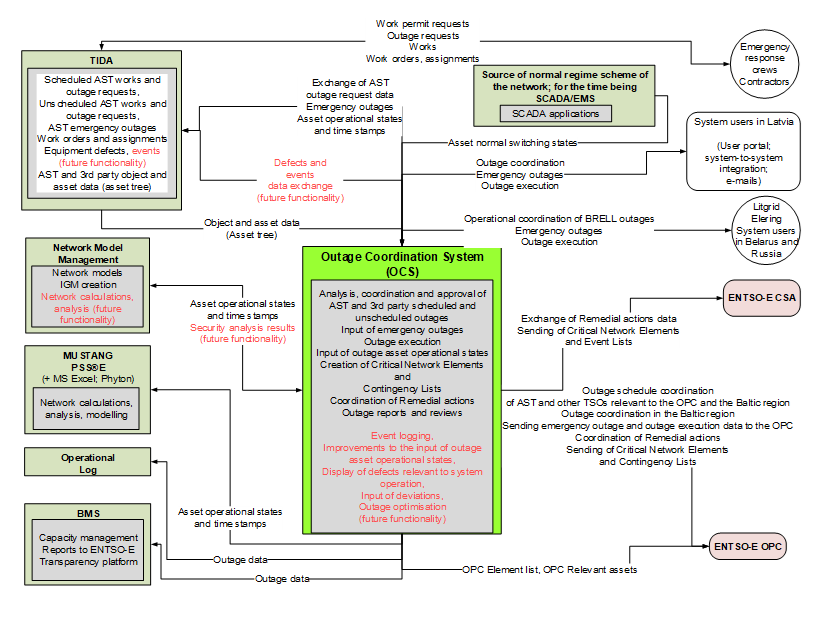 Work permit requests
Outage requests
Works
Work orders, assignments
TIDA
Scheduled AST works and
outage requests,
Unscheduled AST works and
outage requests,
AST emergency outages
Work orders and assignments
Equipment defects, events
(future functionality)
AST and 3rd party object and
asset data (asset tree)
Exchange of AST
outage request data
Emergency outages
Asset operational states
and time stamps
Defects and
events
data exchange
(future functionality)
Source of normal regime scheme of
the network; for the time being
SCADA/EMS
SCADA applications
Emergency
response
crews
Contractors
Asset normal switching states
System users in Latvia
(User portal;
system-to-system
integration;
e-mails)
Outage coordination
Emergency outages
Outage execution
Object and asset data
(Asset tree)
Operational coordination of BRELL outages
Emergency outages
Outage execution
Litgrid
Elering
System users
in Belarus and
Russia
Network Model
Management
Network models
IGM creation
Network calculations,
analysis (future
functionality)
Asset operational states
and time stamps
Security analysis results
(future functionality)
Outage Coordination System
(OCS)
Analysis, coordination and approval of
AST and 3rd party scheduled and
unscheduled outages
Input of emergency outages
Outage execution
Input of outage asset operational states
Creation of Critical Network Elements
and
Contingency Lists
Coordination of Remedial actions
Outage reports and reviews
Event logging,
Improvements to the input of outage
asset operational states,
Display of defects relevant to system
operation,
Input of deviations,
Outage optimisation
(future functionality)
ENTSO-E CSA
Exchange of Remedial actions data
Sending of Critical Network Elements
and Event Lists
MUSTANG
PSS®E
(+ MS Excel; Phyton)
Network calculations,
analysis, modelling
Outage schedule coordination
of AST and other TSOs relevant to the OPC and the Baltic region
Outage coordination in the Baltic region
Sending emergency outage and outage execution data to the OPC
Coordination of Remedial actions
Sending of Critical Network Elements
and Contingency Lists
Operational
Log
Asset operational states
and time stamps
BMS
Capacity management
Reports to ENTSO-E
Transparency platform
Outage data
Outage data
ENTSO-E OPC
OPC Element list, OPC Relevant assets